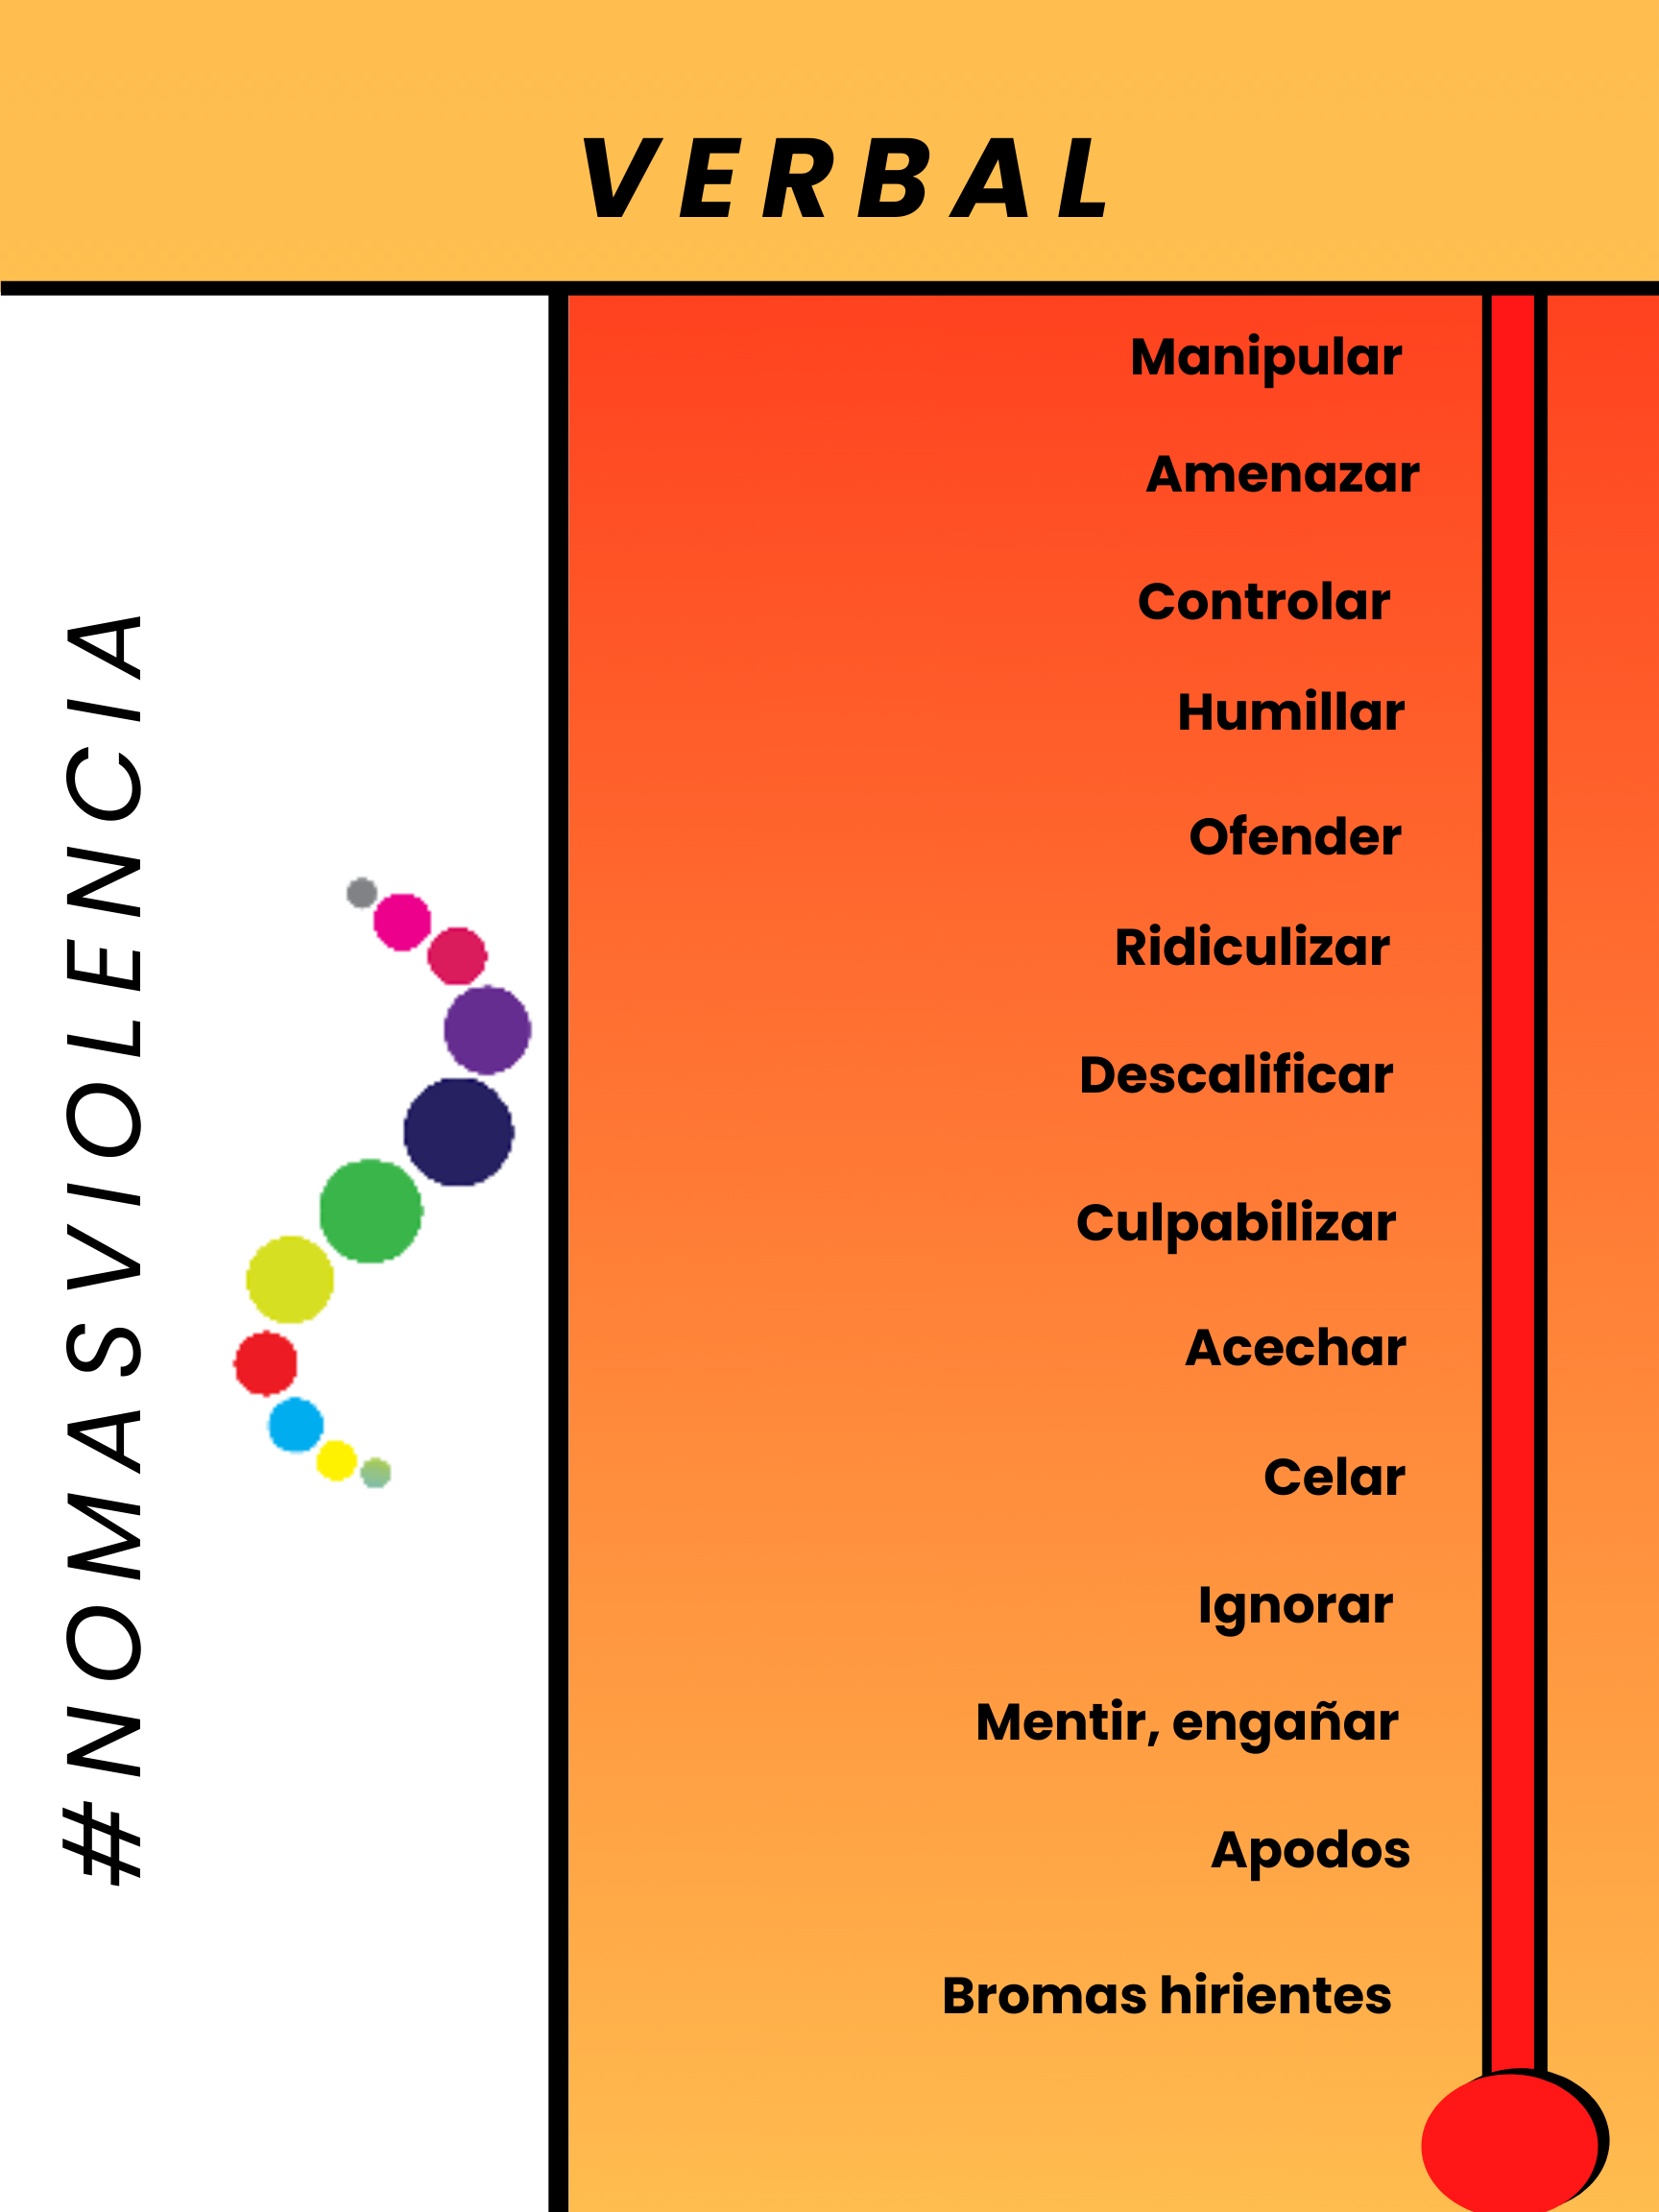 VERBAL
#NOMASVIOLENCIA
Manipular
Amenazar
Controlar
Humillar
Ofender
Ridiculizar
Descalificar
Culpabilizar
Acechar
Celar
Ignorar
Mentir, engañar
Apodos
Bromas hirientes